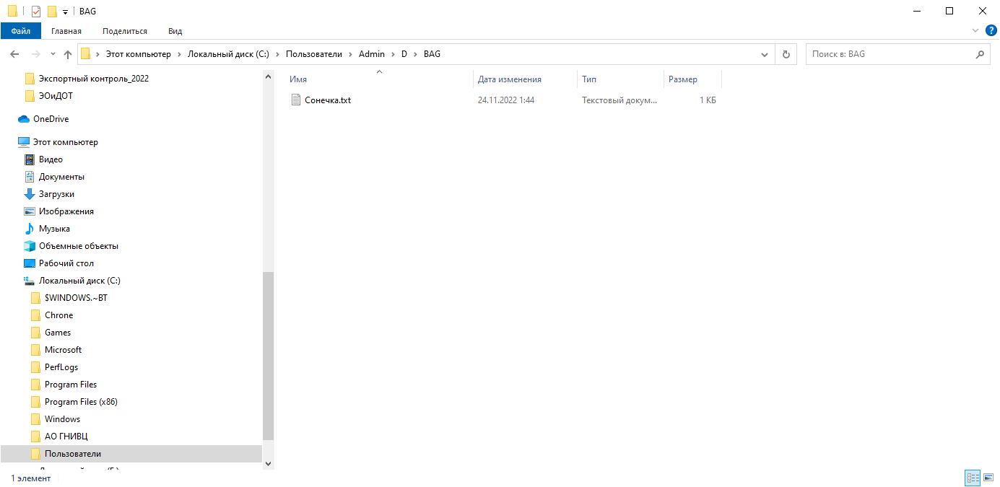 BAG
Файл Главная Поделиться Вид
Этот компьютер Локальный диск (C:) Пользователи Admin D BAG
Поиск в: BAG
Экспортный контроль_2022
ЭОиДОТ
OneDrive
Этот компьютер
Видео
Документы
Загрузки
Изображения
Музыка
Объемные объекты
Рабочий стол
Локальный диск (C:)
$WINDOWS.~BT
Chrone
Games
Microsoft
PerfLogs
Program Files
Program Files (x86)
Windows
АО ГНИВЦ
Пользователи
Имя Дата изменения Тип Размер
Сонечка.txt 24.11.2022 1:44 Текстовый докум... 1 КБ
1 элемент